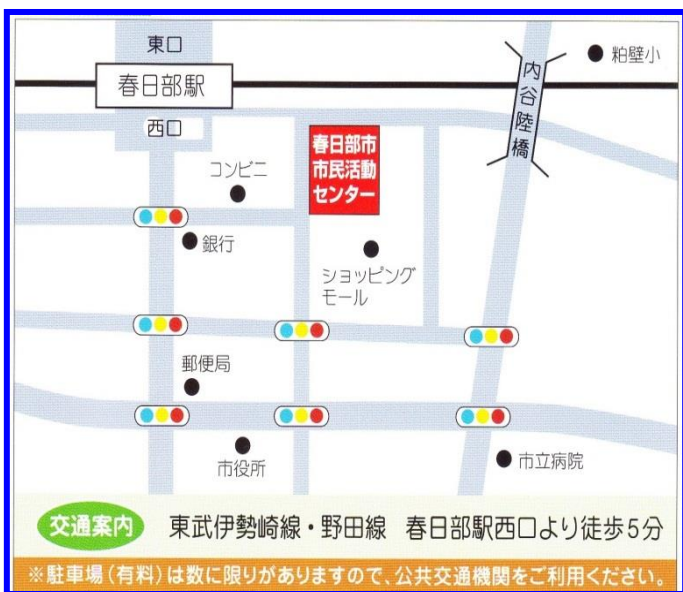 東口
春日部駅
西口
粕壁小
内谷陸橋
春日部市
市民活動
センター
コンビニ
銀行
ショッピング
モール
郵便局
市役所
市立病院
交通案内
東武伊勢崎線・野田線 春日部駅西口より徒歩5分
※駐車場(有料)は数に限りがありますので、公共交通機関をご利用ください。